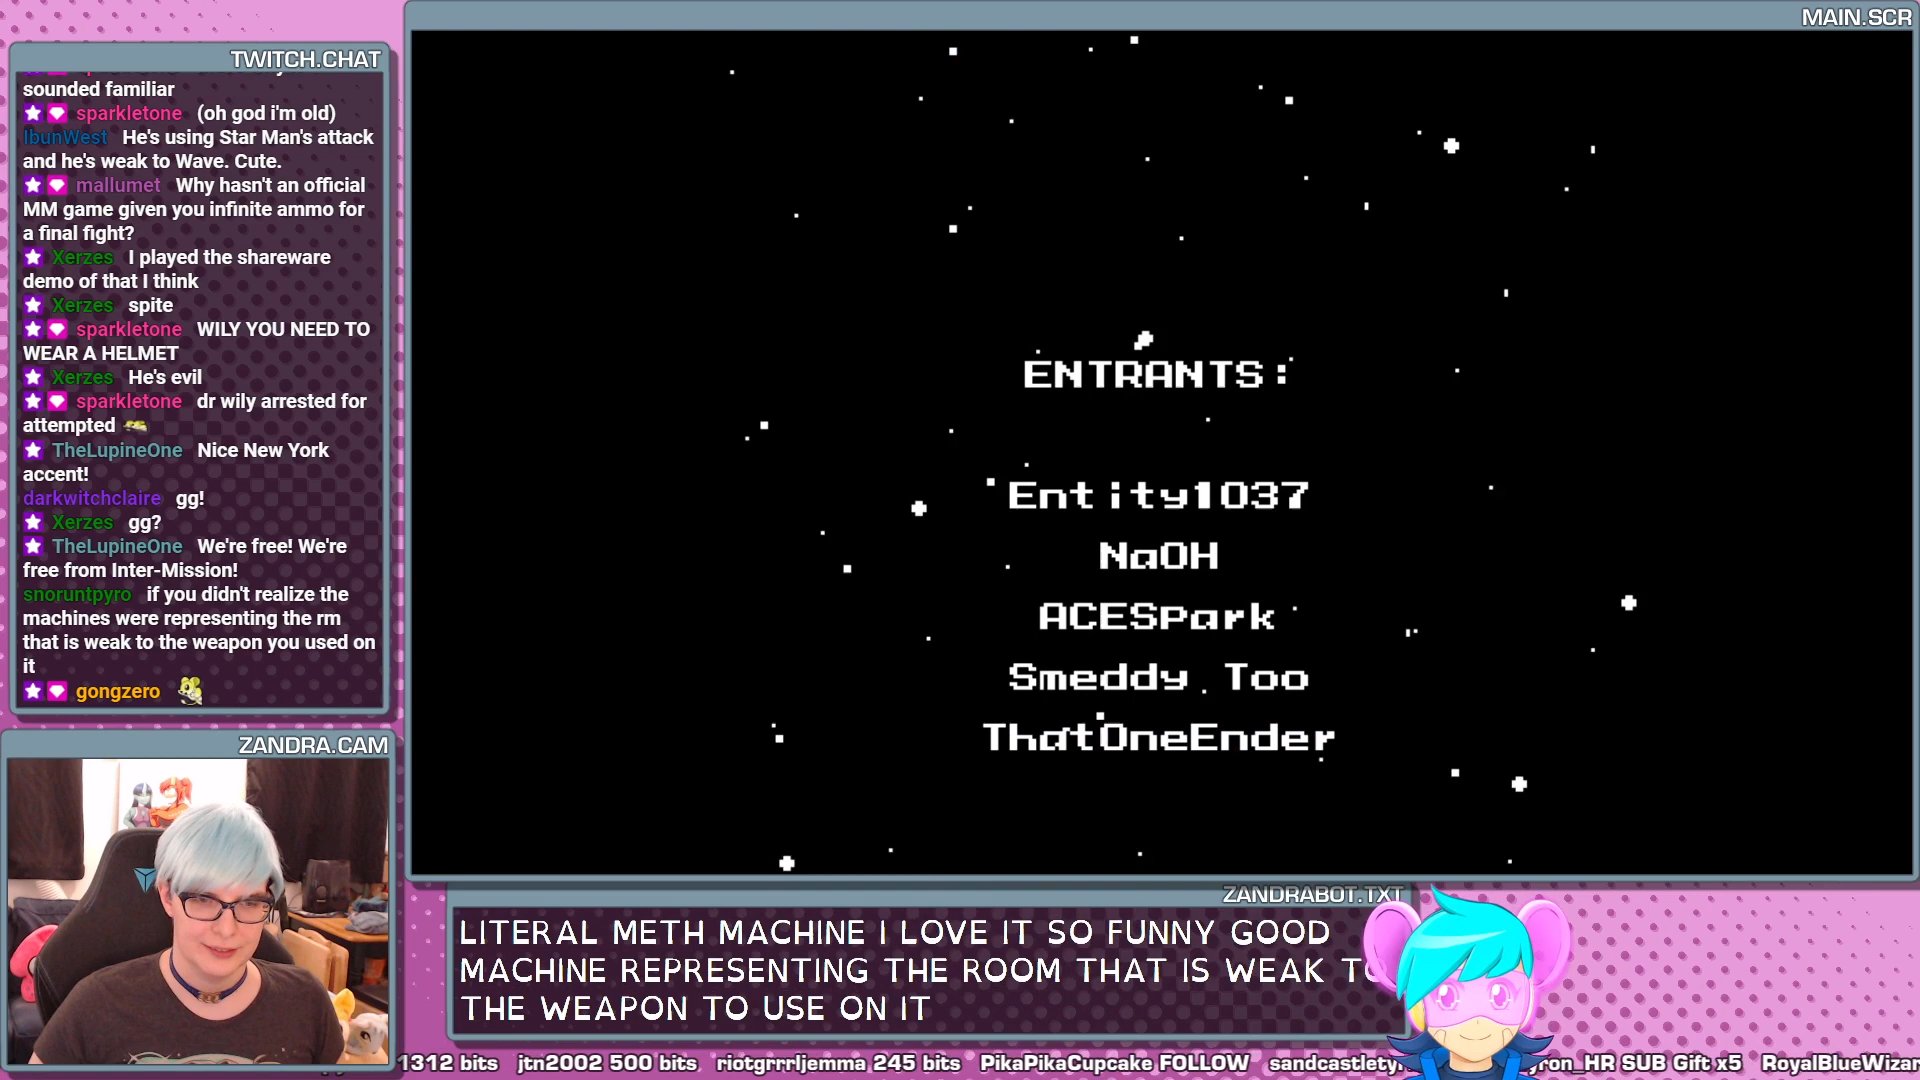 MAIN.SCR
TWITCH.CHAT
sounded familiar
sparkletone (oh god i'm old)
IbunWest He's using Star Man's attack
and he's weak to Wave. Cute.
mallumet Why hasn't an official
MM game given you infinite ammo for
a final fight?
Xerzes I played the shareware
demo of that I think
Xerzes spite
sparkletone WILY YOU NEED TO
WEAR A HELMET
Xerzes He's evil
sparkletone dr wily arrested for
attempted
TheLupineOne Nice New York
accent!
darkwitchclaire gg!
Xerzes gg?
TheLupineOne We're free! We're
free from Inter-Mission!
snoruntpyro if you didn't realize the
machines were representing the rm
that is weak to the weapon you used on
it
gongzero
ENTRANTS:
Entity1037
NaOH
ACESpark
Smeddy Too
ThatOneEnder
ZANDRA.CAM
ZANDRABOT.TXT
LITERAL METH MACHINE I LOVE IT SO FUNNY GOOD
MACHINE REPRESENTING THE ROOM THAT IS WEAK TO
THE WEAPON TO USE ON IT
1312 bits jtn2002 500 bits riotgrrrljemma 245 bits PikaPikaCupcake FOLLOW SUB Gift x5